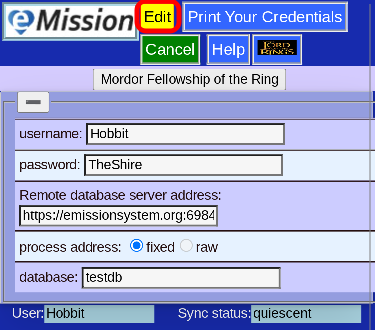 eMission Edit Print Your Credentials
Cancel Help LORD RINGS
Mordor Fellowship of the Ring
username: Hobbit
password: TheShire
Remote database server address:
https://emissionsystem.org:6984
process address: fixed raw
database: testdb
User: Hobbit Sync status: quiescent